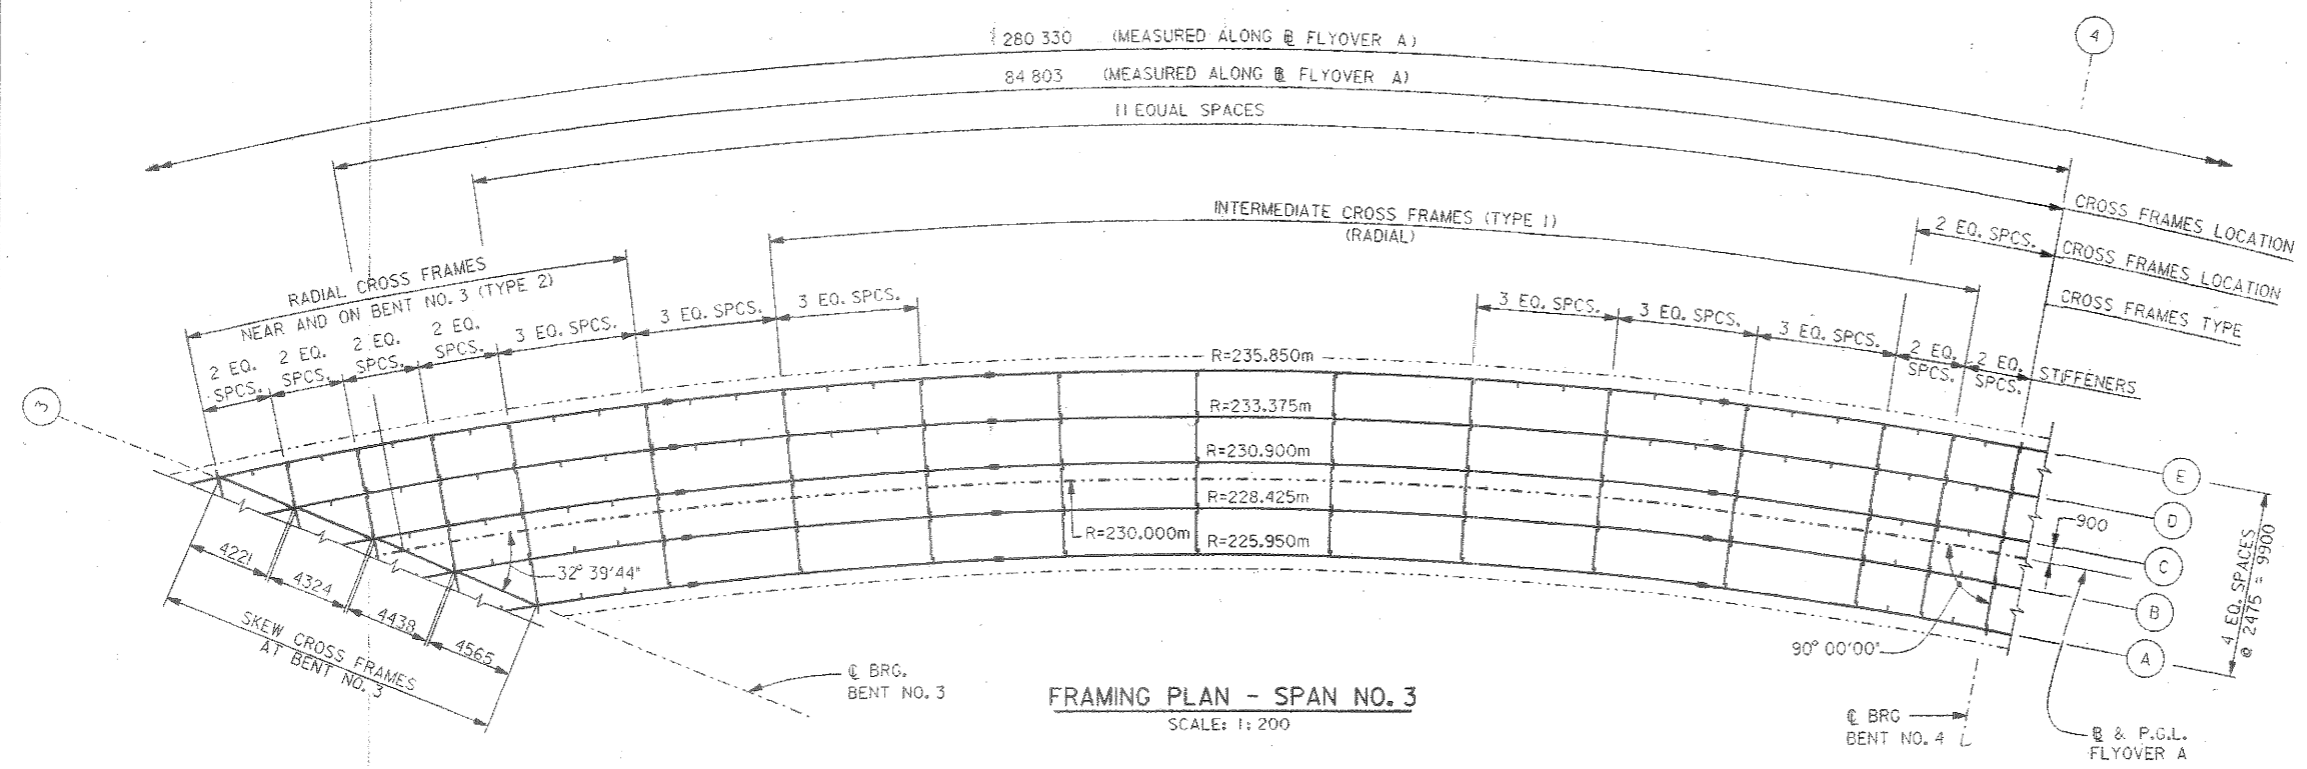 280 330 (MEASURED ALONG ℄ FLYOVER A)
84 803 (MEASURED ALONG ℄ FLYOVER A)
11 EQUAL SPACES
4
CROSS FRAMES LOCATION
2 EQ. SPCS.
CROSS FRAMES LOCATION
INTERMEDIATE CROSS FRAMES (TYPE 1)
(RADIAL)
CROSS FRAMES TYPE
RADIAL CROSS FRAMES
NEAR AND ON BENT NO. 3 (TYPE 2)
2 EQ.
SPCS.
2 EQ.
SPCS.
2 EQ.
SPCS.
2 EQ.
SPCS.
3 EQ. SPCS.
3 EQ. SPCS.
3 EQ. SPCS.
3 EQ. SPCS.
3 EQ. SPCS.
3 EQ. SPCS.
2 EQ.
SPCS.
2 EQ.
SPCS.
STIFFENERS
3
R=235.850m
R=233.375m
R=230.900m
R=228.425m
R=230.000m
R=225.950m
32° 39'44"
4221
4324
4438
4565
SKEW CROSS FRAMES
AT BENT NO. 3
℄ BRG.
BENT NO. 3
E
D
C
B
A
900
4 EQ. SPACES
@ 2475 = 9900
90° 00'00"
℄ BRG
BENT NO. 4
& P.G.L.
FLYOVER A
FRAMING PLAN - SPAN NO. 3
SCALE: 1:200